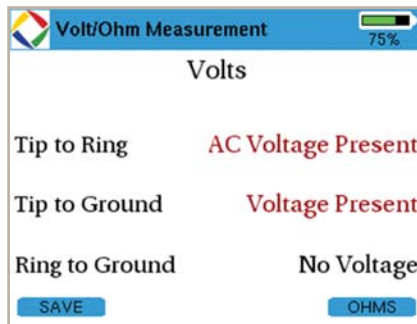 Volt/Ohm Measurement
75%
Volts
Tip to Ring AC Voltage Present
Tip to Ground Voltage Present
Ring to Ground No Voltage
SAVE OHMS